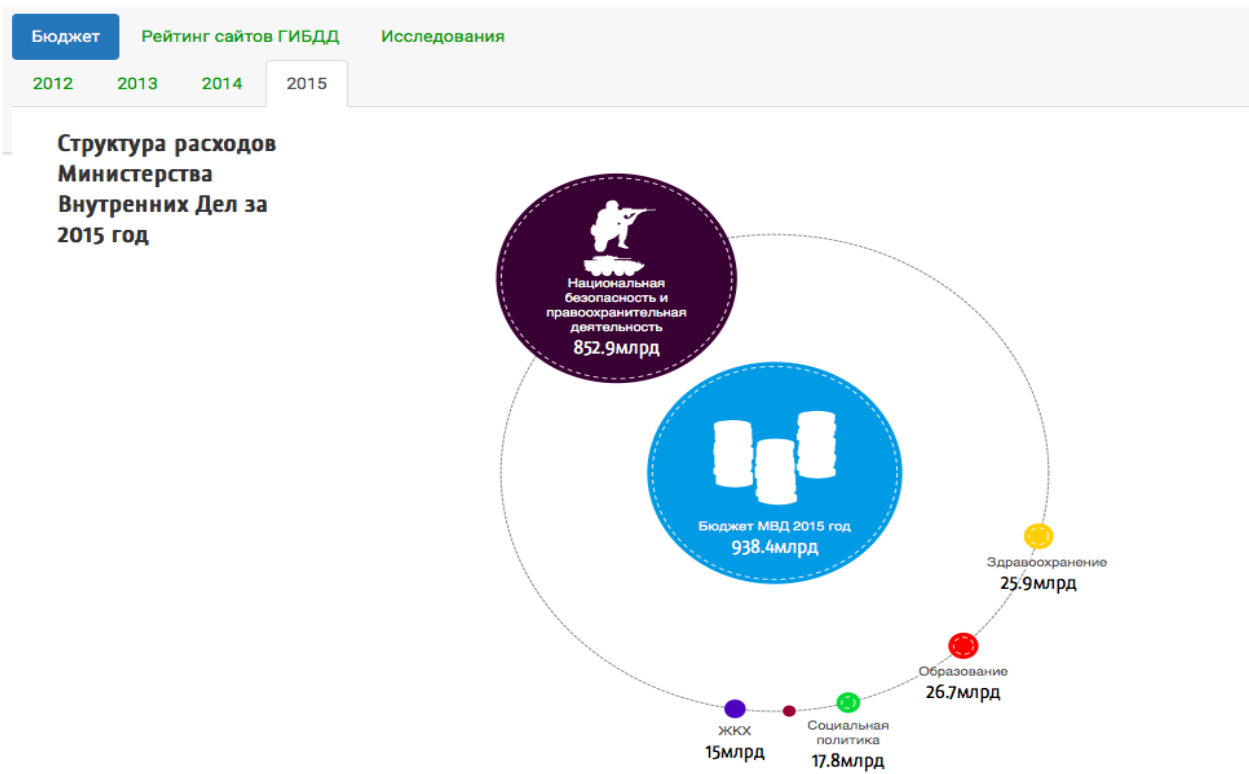 Бюджет Рейтинг сайтов ГИБДД Исследования
2012 2013 2014 2015
Структура расходов
Министерства
Внутренних Дел за
2015 год
Национальная
безопасность и
правоохранительная
деятельность
852.9млрд
Бюджет МВД 2015 год
938.4млрд
Здравоохранение
25.9млрд
Образование
26.7млрд
Социальная
политика
17.8млрд
ЖКХ
15млрд